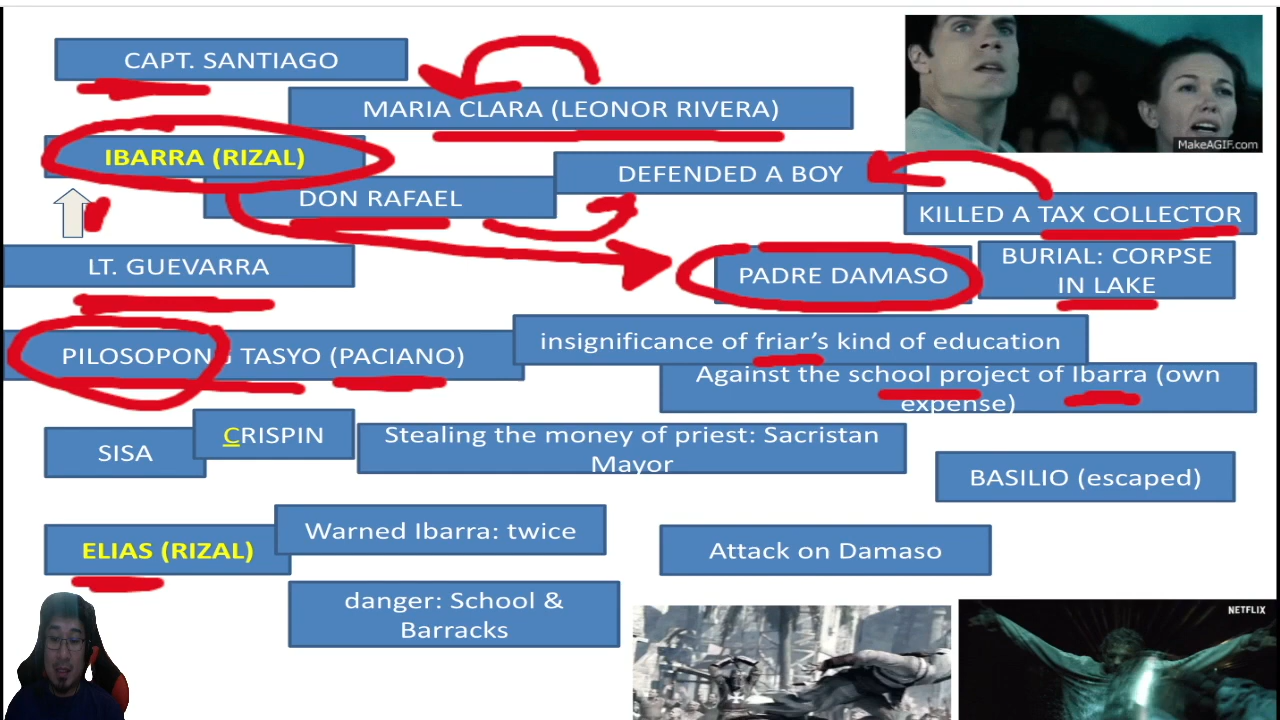 CAPT. SANTIAGO
MARIA CLARA (LEONOR RIVERA)
MakeAGIF.com
IBARRA (RIZAL)
DEFENDED A BOY
DON RAFAEL
KILLED A TAX COLLECTOR
LT. GUEVARRA
PADRE DAMASO
BURIAL: CORPSE
IN LAKE
PILOSOPONG TASYO (PACIANO)
insignificance of friar’s kind of education
Against the school project of Ibarra (own
expense)
SISA
CRISPIN
Stealing the money of priest: Sacristan
Mayor
BASILIO (escaped)
ELIAS (RIZAL)
Warned Ibarra: twice
Attack on Damaso
danger: School &
Barracks
NETFLIX